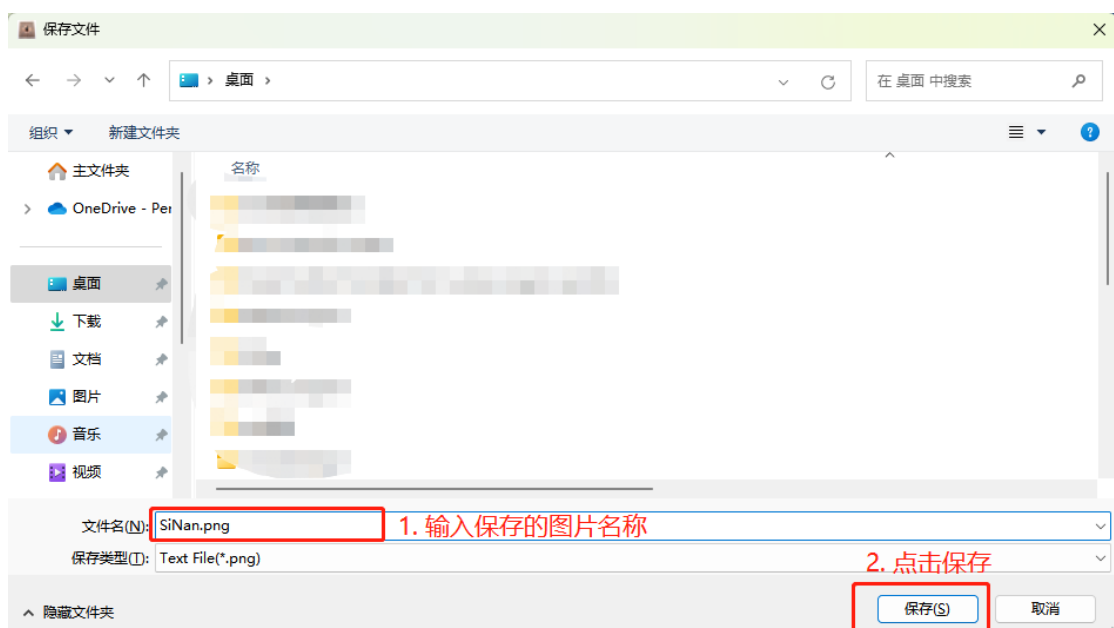 保存文件
桌面
在 桌面 中搜索
组织
新建文件夹
名称
主文件夹
OneDrive - Per
桌面
下载
文档
图片
音乐
视频
文件名(N): SiNan.png
1. 输入保存的图片名称
保存类型(T): Text File(*.png)
2. 点击保存
隐藏文件夹
保存(S)
取消